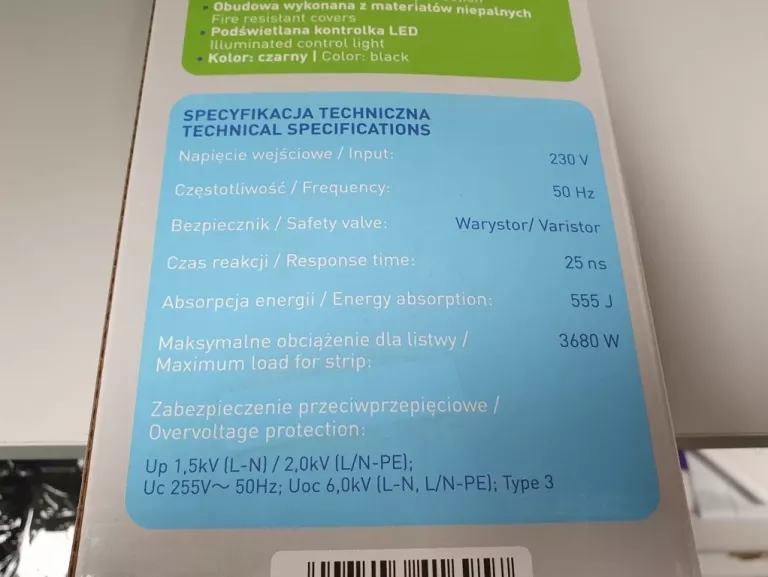 • Obudowa wykonana z materiałów niepalnych
Fire resistant covers
• Podświetlana kontrolka LED
Illuminated control light
• Kolor: czarny | Color: black
SPECYFIKACJA TECHNICZNA
TECHNICAL SPECIFICATIONS
Napięcie wejściowe / Input: 230 V
Częstotliwość / Frequency: 50 Hz
Bezpiecznik / Safety valve: Warystor/ Varistor
Czas reakcji / Response time: 25 ns
Absorpcja energii / Energy absorption: 555 J
Maksymalne obciążenie dla listwy / 3680 W
Maximum load for strip:
Zabezpieczenie przeciwprzepięciowe /
Overvoltage protection:
Up 1,5kV (L-N) / 2,0kV (L/N-PE);
Uc 255V~ 50Hz; Uoc 6,0kV (L-N, L/N-PE); Type 3